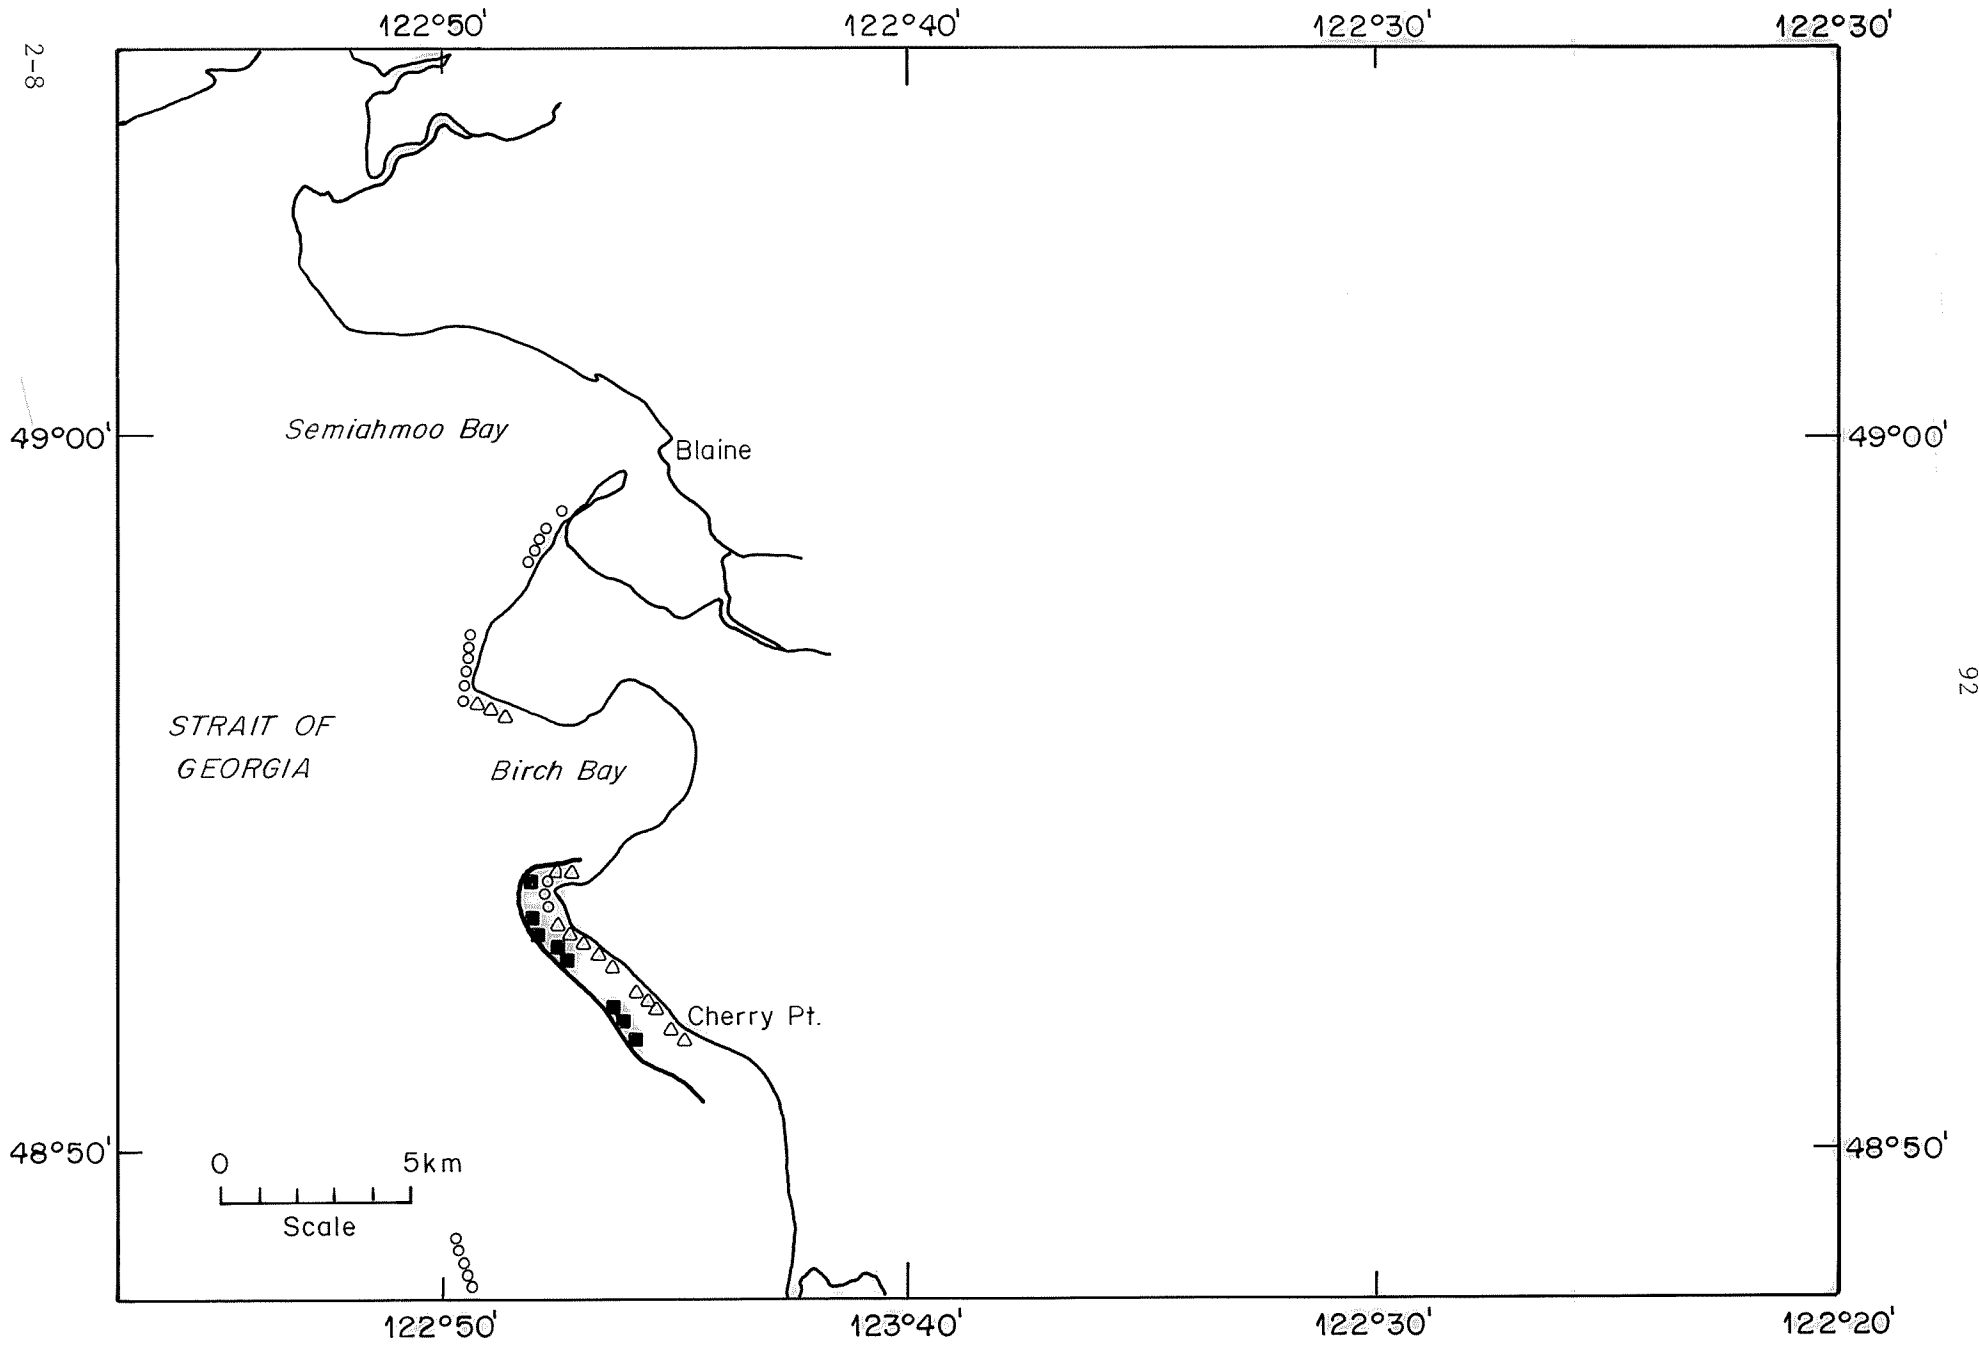 122°50' 122°40' 122°30' 122°30'
2-8
49°00' Semiahmoo Bay 49°00'
Blaine
92
STRAIT OF
GEORGIA
Birch Bay
Cherry Pt.
48°50' 48°50'
0 5km
Scale
122°50' 123°40' 122°30' 122°20'